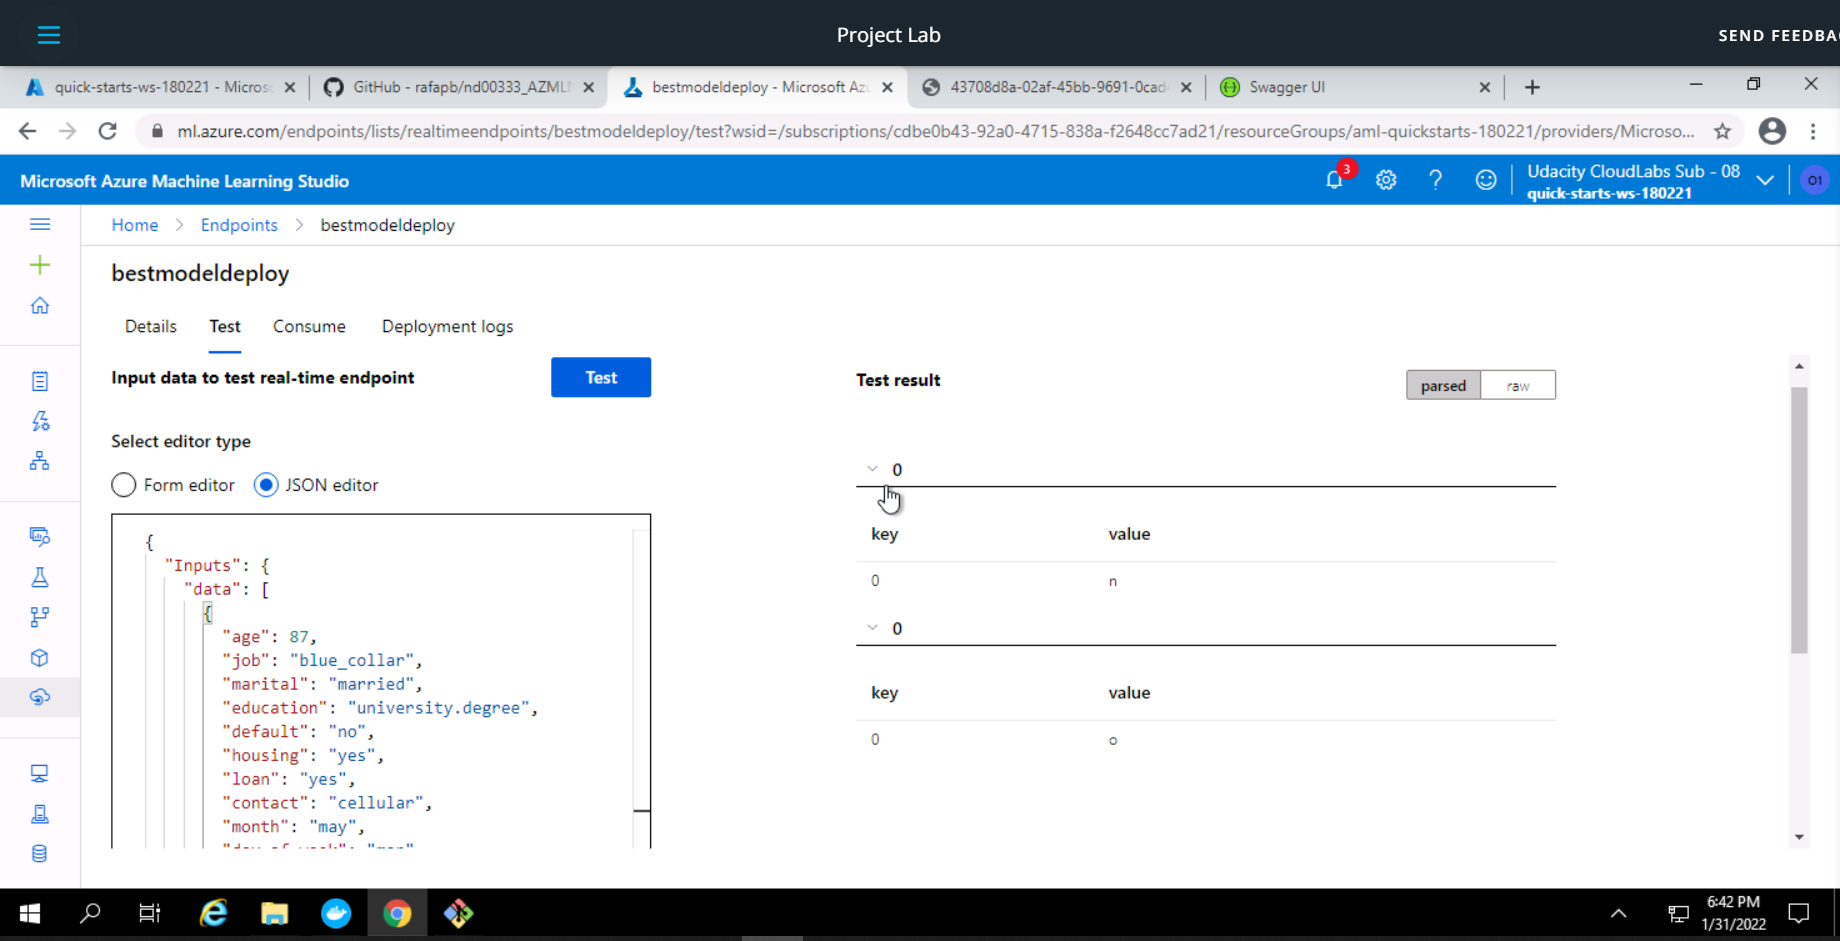 Project Lab
SEND FEEDBA
quick-starts-ws-180221 - Micros
GitHub - rafapb/nd00333_AZML
bestmodeldeploy - Microsoft Az
43708d8a-02af-45bb-9691-0cad
Swagger UI
ml.azure.com/endpoints/lists/realtimeendpoints/bestmodeldeploy/test?wsid=/subscriptions/cdbe0b43-92a0-4715-838a-f2648cc7ad21/resourceGroups/aml-quickstarts-180221/providers/Microso...
Microsoft Azure Machine Learning Studio
3
Udacity CloudLabs Sub - 08
quick-starts-ws-180221
O1
Home > Endpoints > bestmodeldeploy
bestmodeldeploy
Details Test Consume Deployment logs
Input data to test real-time endpoint
Test
Select editor type
Form editor JSON editor
{
"Inputs": {
"data": [
{
"age": 87,
"job": "blue_collar",
"marital": "married",
"education": "university.degree",
"default": "no",
"housing": "yes",
"loan": "yes",
"contact": "cellular",
"month": "may",
Test result
parsed raw
0
key value
0 n
0
key value
0 o
6:42 PM
1/31/2022